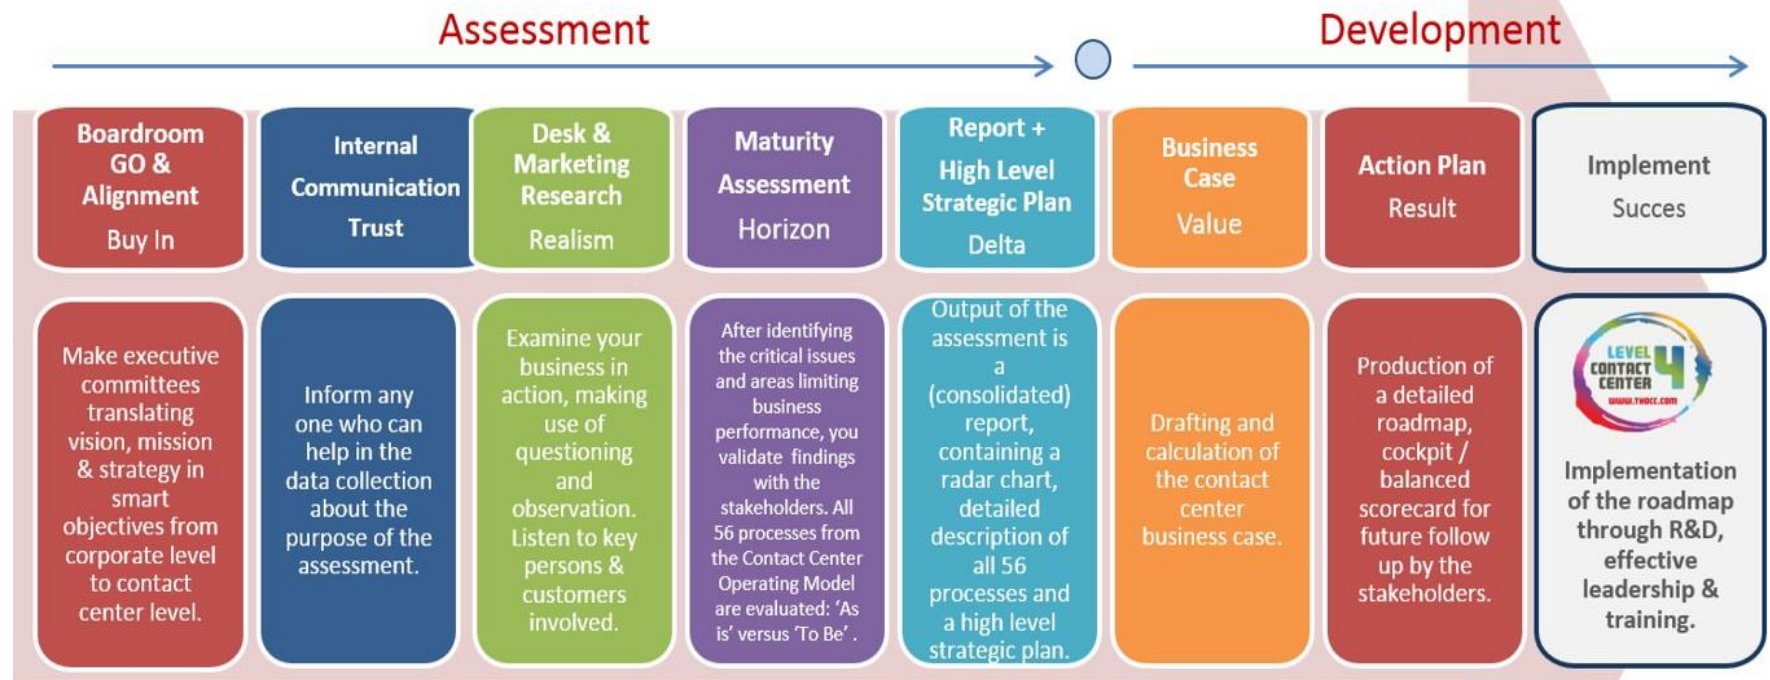 Assessment
Development
Boardroom
GO &
Alignment
Buy In
Internal
Communication
Trust
Desk &
Marketing
Research
Realism
Maturity
Assessment
Horizon
Report +
High Level
Strategic Plan
Delta
Business
Case
Value
Action Plan
Result
Implement
Succes
Make executive
committees
translating
vision, mission
& strategy in
smart
objectives from
corporate level
to contact
center level.
Inform any
one who can
help in the
data collection
about the
purpose of the
assessment.
Examine your
business in
action, making
use of
questioning
and
observation.
Listen to key
persons &
customers
involved.
After identifying
the critical issues
and areas limiting
business
performance, you
validate findings
with the
stakeholders. All
56 processes from
the Contact Center
Operating Model
are evaluated: ‘As
is’ versus ‘To Be’ .
Output of the
assessment is
a
(consolidated)
report,
containing a
radar chart,
detailed
description of
all 56
processes and
a high level
strategic plan.
Drafting and
calculation of
the contact
center
business case.
Production of
a detailed
roadmap,
cockpit /
balanced
scorecard for
future follow
up by the
stakeholders.
LEVEL 4
CONTACT
CENTER
WWW.THOCC.COM
Implementation
of the roadmap
through R&D,
effective
leadership &
training.